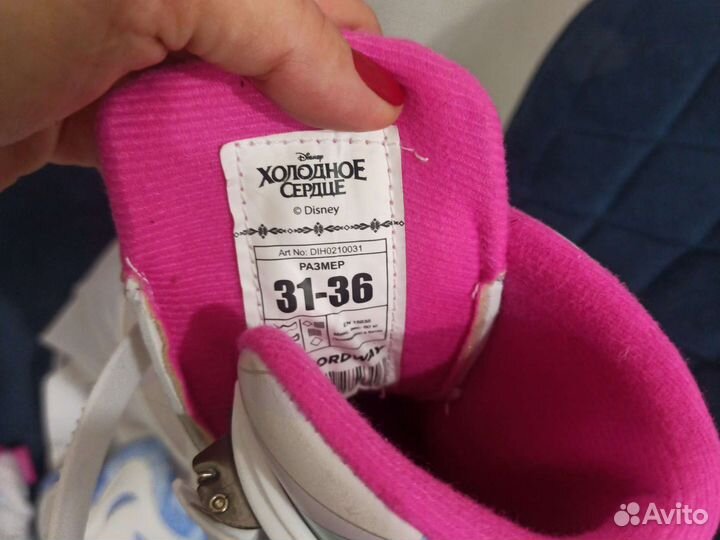 Disney
ХОЛОДНОЕ
СЕРДЦЕ
© Disney
Art No: DIH0210031
РАЗМЕР
31-36
ORDWAY
Avito